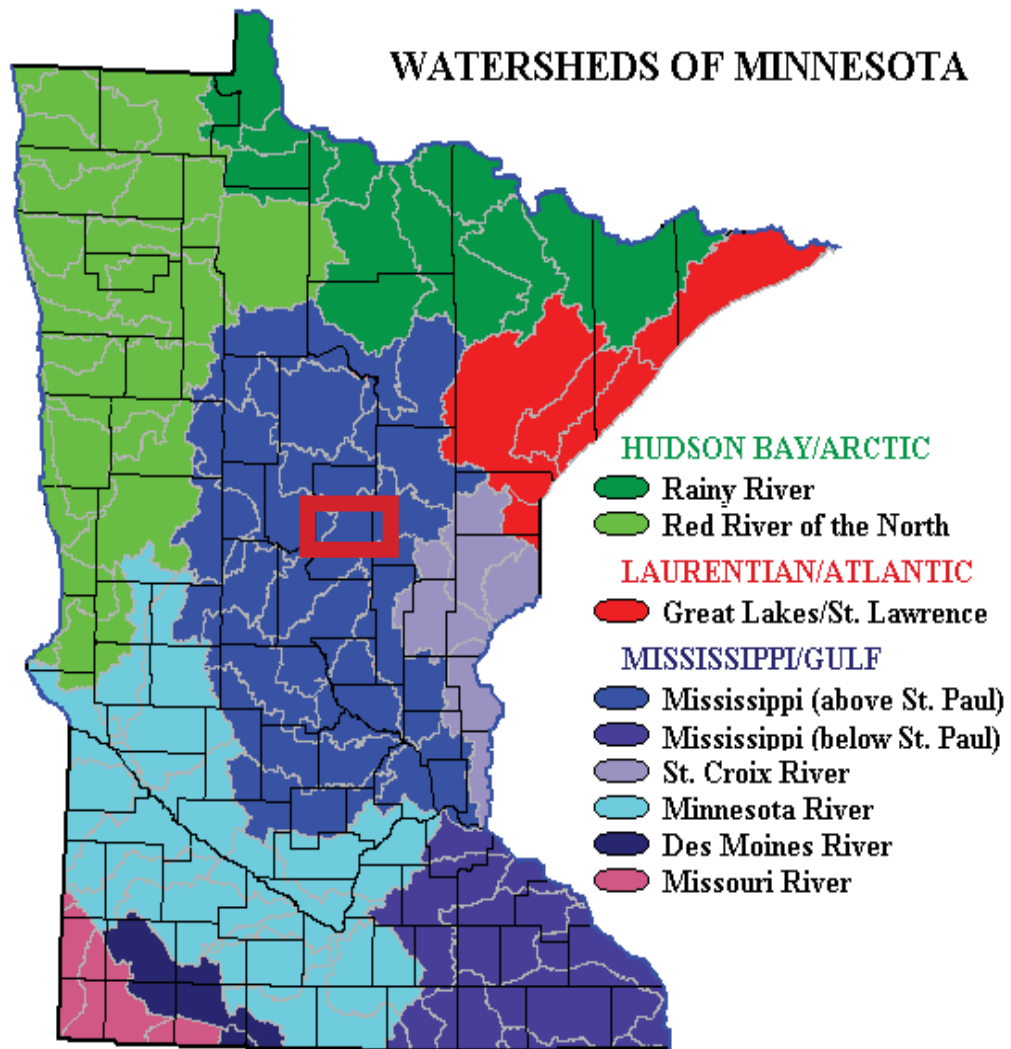 WATERSHEDS OF MINNESOTA
HUDSON BAY/ARCTIC
Rainy River
Red River of the North
LAURENTIAN/ATLANTIC
Great Lakes/St. Lawrence
MISSISSIPPI/GULF
Mississippi (above St. Paul)
Mississippi (below St. Paul)
St. Croix River
Minnesota River
Des Moines River
Missouri River